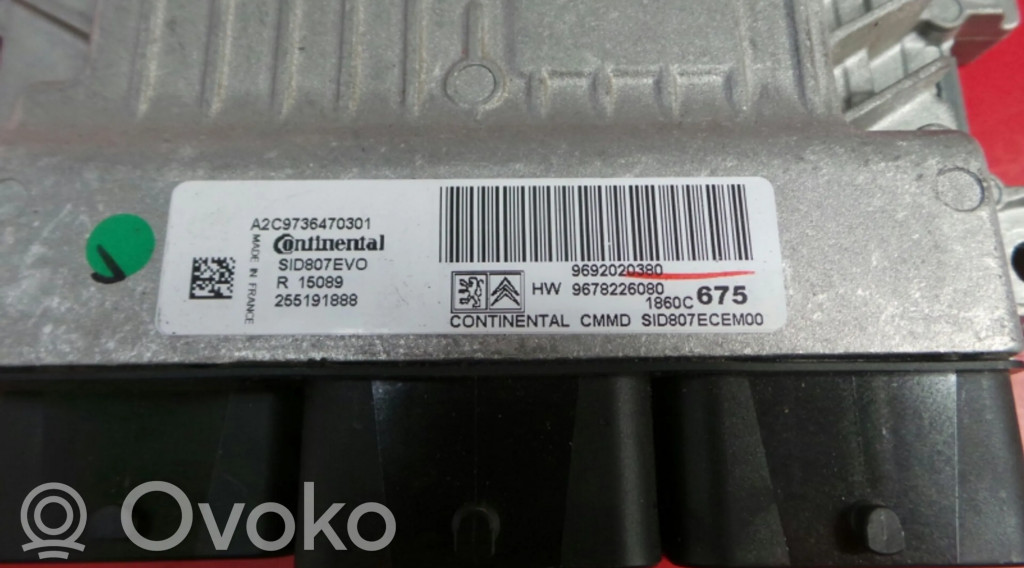 A2C9736470301
Continental
SID807EVO
R 15089
255191888
MADE IN FRANCE
9692020380
HW 9678226080
1860C 675
CONTINENTAL CMMD SID807ECEM00
Ovoko